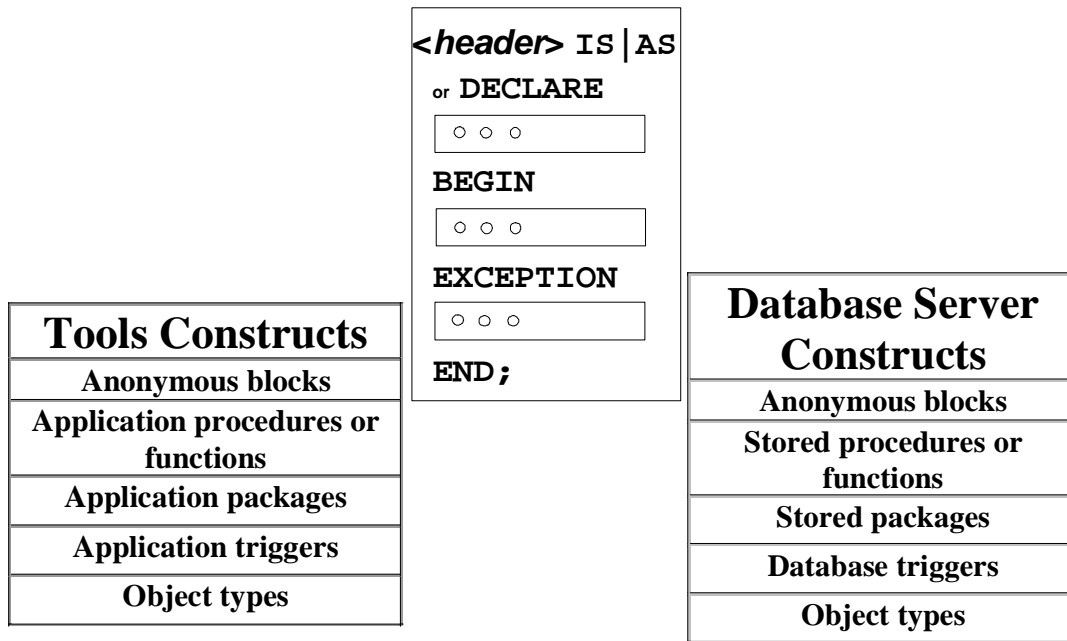 <header> IS|AS
or DECLARE
BEGIN
EXCEPTION
END;
Tools Constructs
Anonymous blocks
Application procedures or
functions
Application packages
Application triggers
Object types
Database Server
Constructs
Anonymous blocks
Stored procedures or
functions
Stored packages
Database triggers
Object types